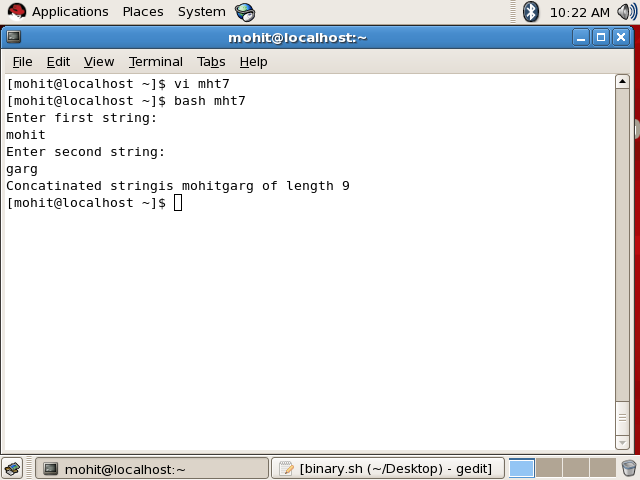 Applications Places System 10:22 AM
mohit@localhost:~
File Edit View Terminal Tabs Help
[mohit@localhost ~]$ vi mht7
[mohit@localhost ~]$ bash mht7
Enter first string:
mohit
Enter second string:
garg
Concatinated stringis mohitgarg of length 9
[mohit@localhost ~]$
mohit@localhost:~ [binary.sh (~/Desktop) - gedit]